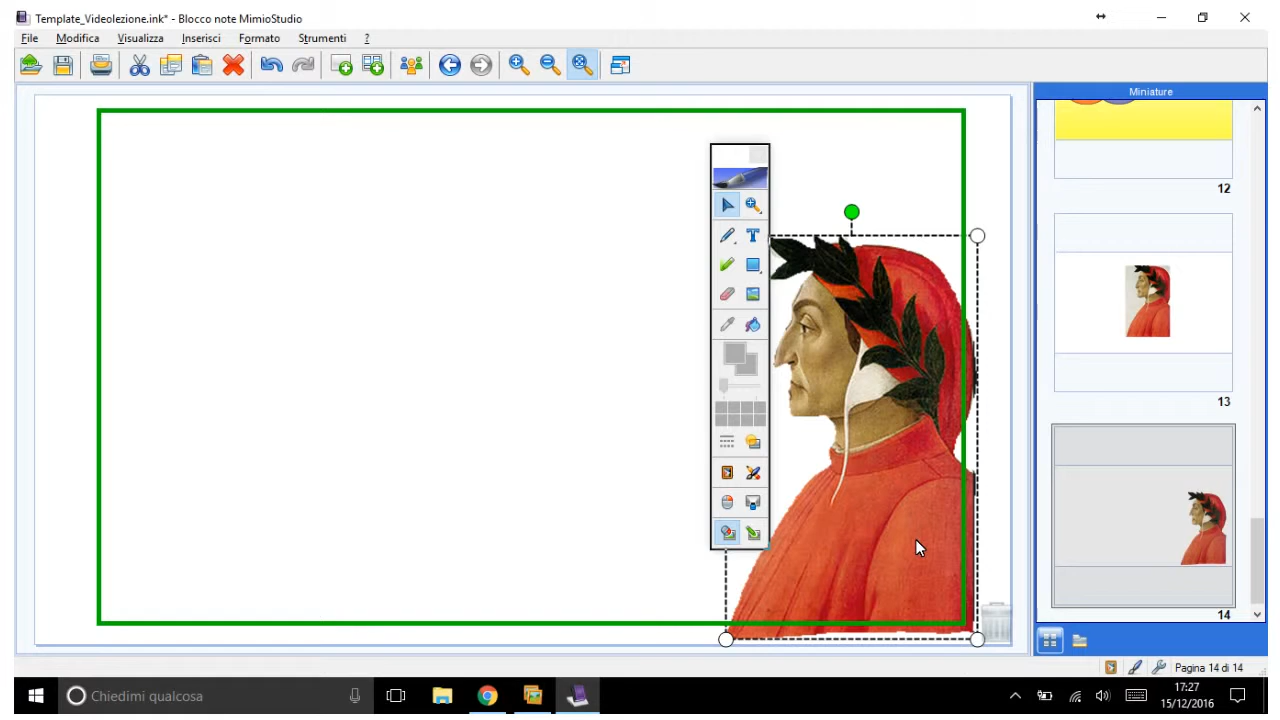 Template_Videolezione.ink* - Blocco note MimioStudio
File Modifica Visualizza Inserisci Formato Strumenti ?
Miniature
12
13
14
T
Pagina 14 di 14
Chiedimi qualcosa
17:27
15/12/2016